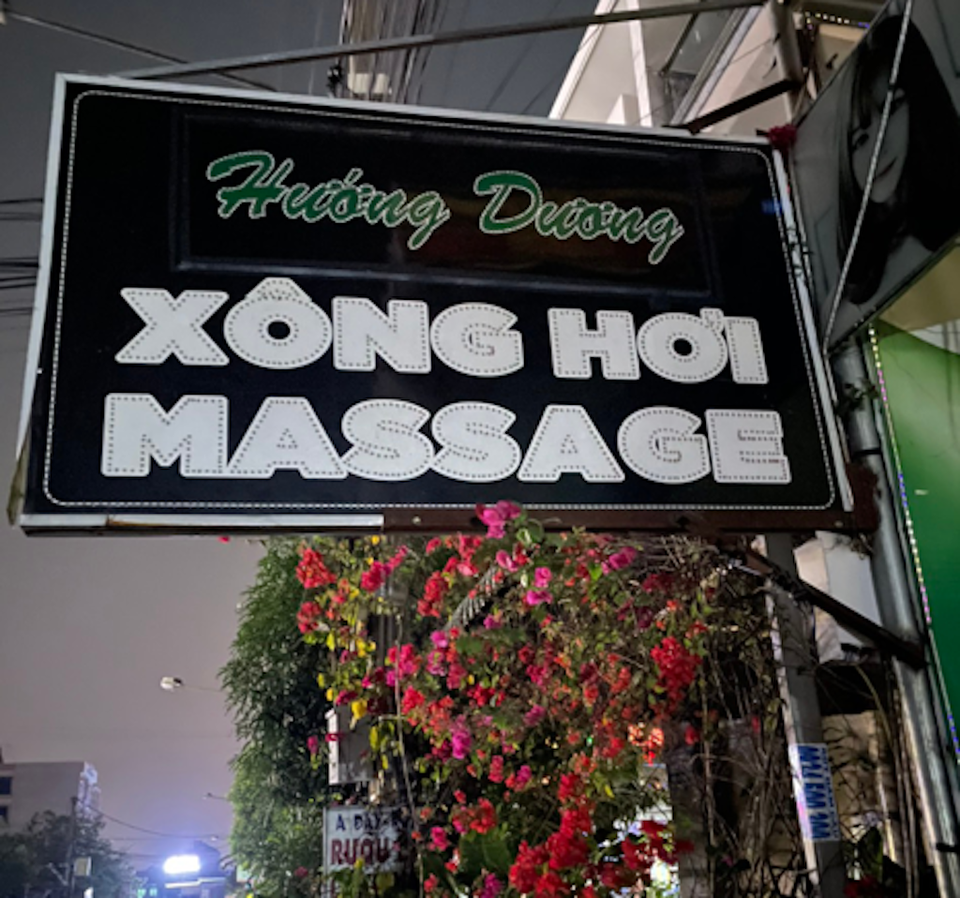 Hướng Dương
XÔNG HƠI
MASSAGE
RƯỢU